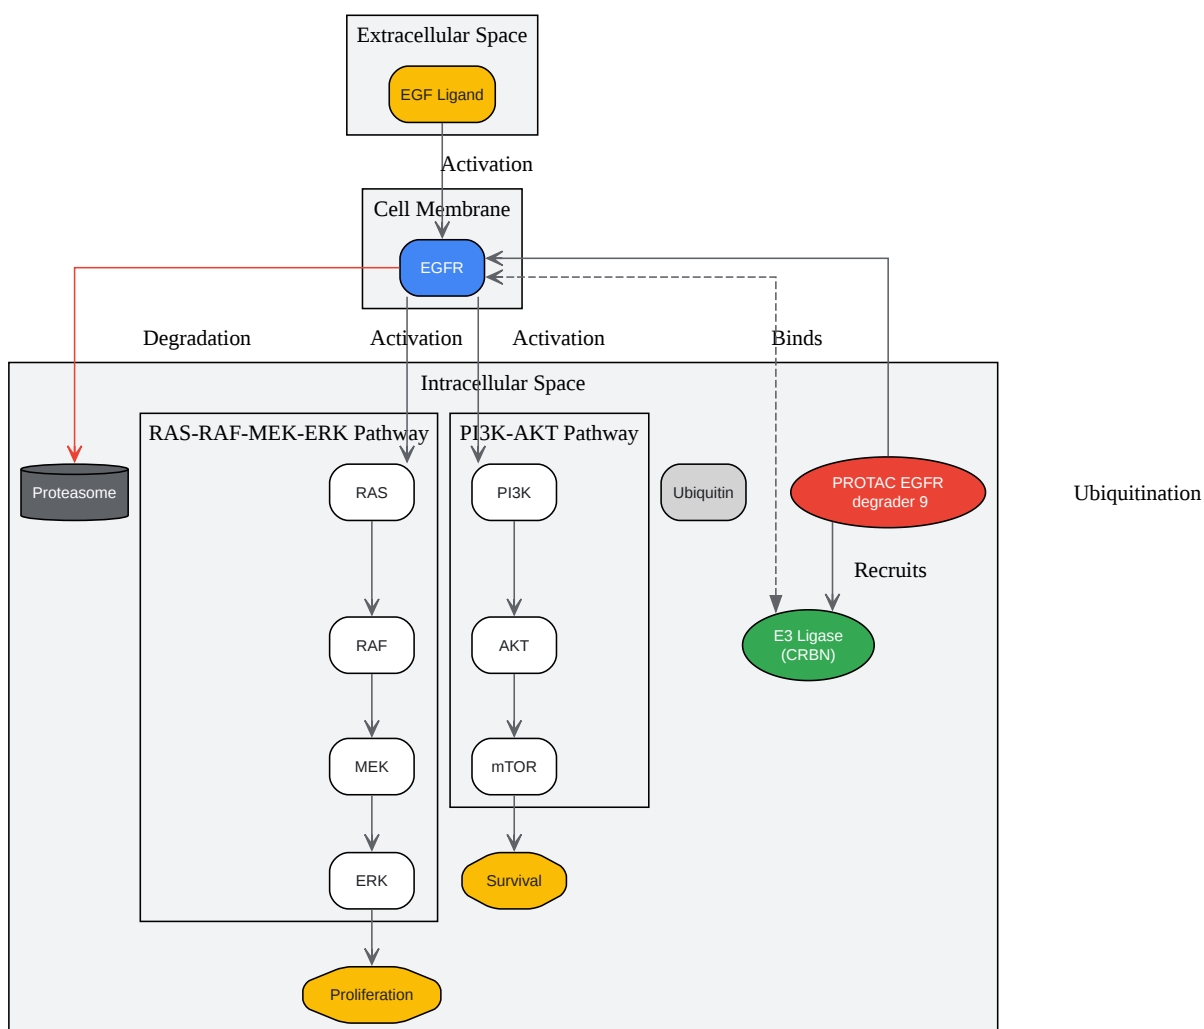 Extracellular Space
EGF Ligand
Activation
Cell Membrane
EGFR
Degradation
Activation
Activation
Binds
Intracellular Space
RAS-RAF-MEK-ERK Pathway
PI3K-AKT Pathway
Proteasome
RAS
PI3K
Ubiquitin
PROTAC EGFR
degrader 9
Ubiquitination
Recruits
RAF
AKT
E3 Ligase
(CRBN)
MEK
mTOR
ERK
Survival
Proliferation